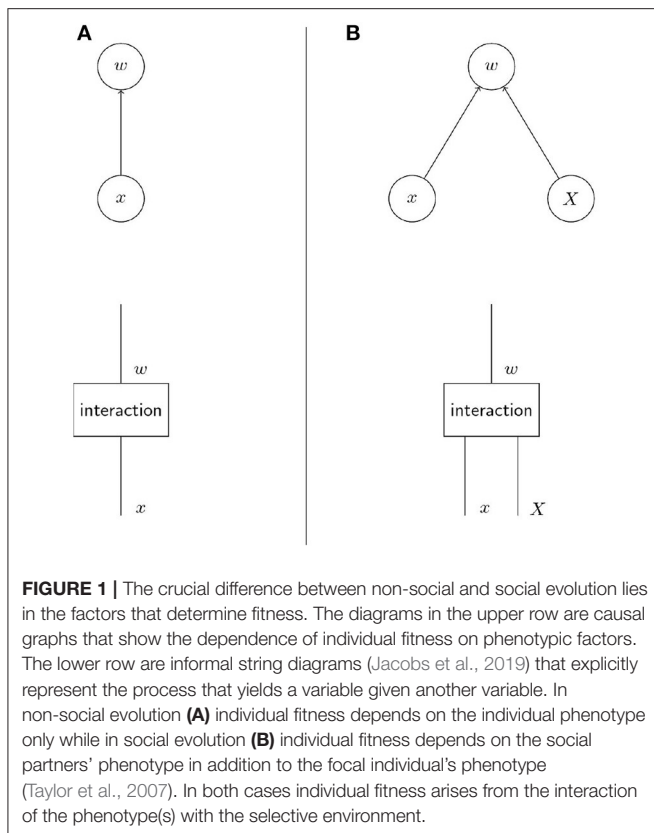 A
B
w
w
x
x
X
w
w
interaction
interaction
x
x
X
FIGURE 1 | The crucial difference between non-social and social evolution lies
in the factors that determine fitness. The diagrams in the upper row are causal
graphs that show the dependence of individual fitness on phenotypic factors.
The lower row are informal string diagrams (Jacobs et al., 2019) that explicitly
represent the process that yields a variable given another variable. In
non-social evolution (A) individual fitness depends on the individual phenotype
only while in social evolution (B) individual fitness depends on the social
partners' phenotype in addition to the focal individual's phenotype
(Taylor et al., 2007). In both cases individual fitness arises from the interaction
of the phenotype(s) with the selective environment.